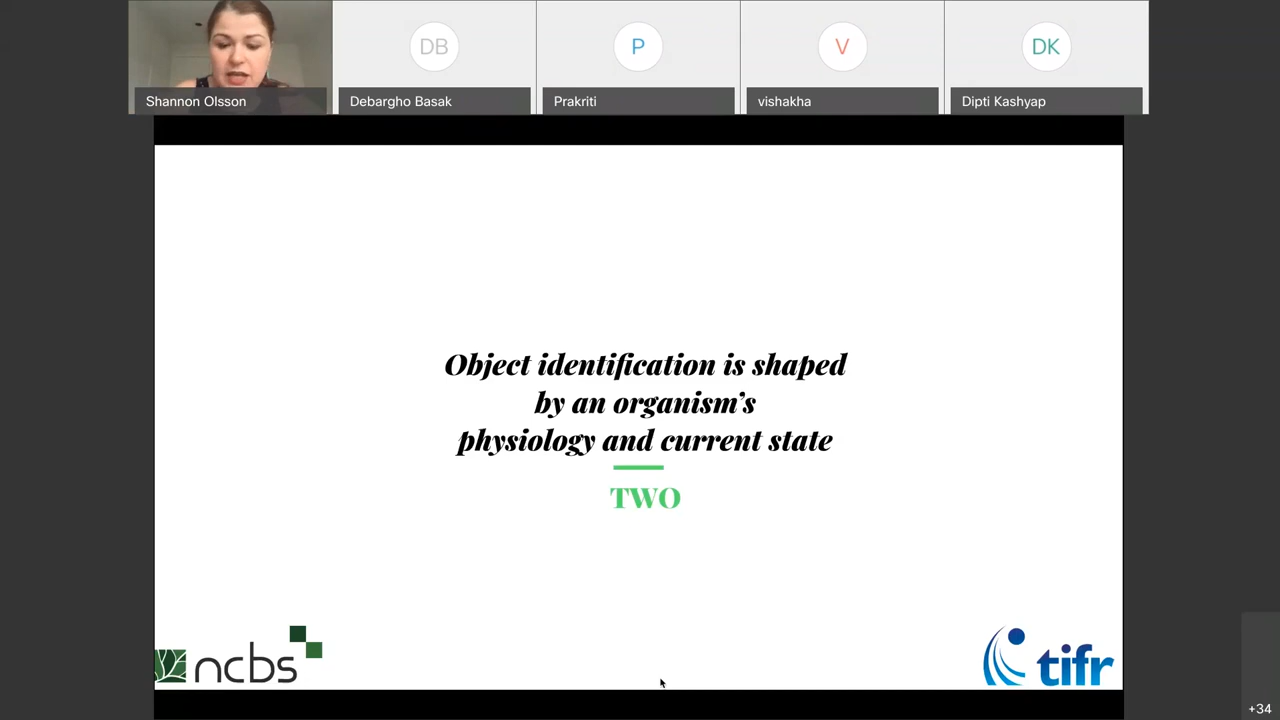 DB
P
V
DK
Shannon Olsson
Debargho Basak
Prakriti
vishakha
Dipti Kashyap
Object identification is shaped
by an organism's
physiology and current state
TWO
ncbs
tifr
+34